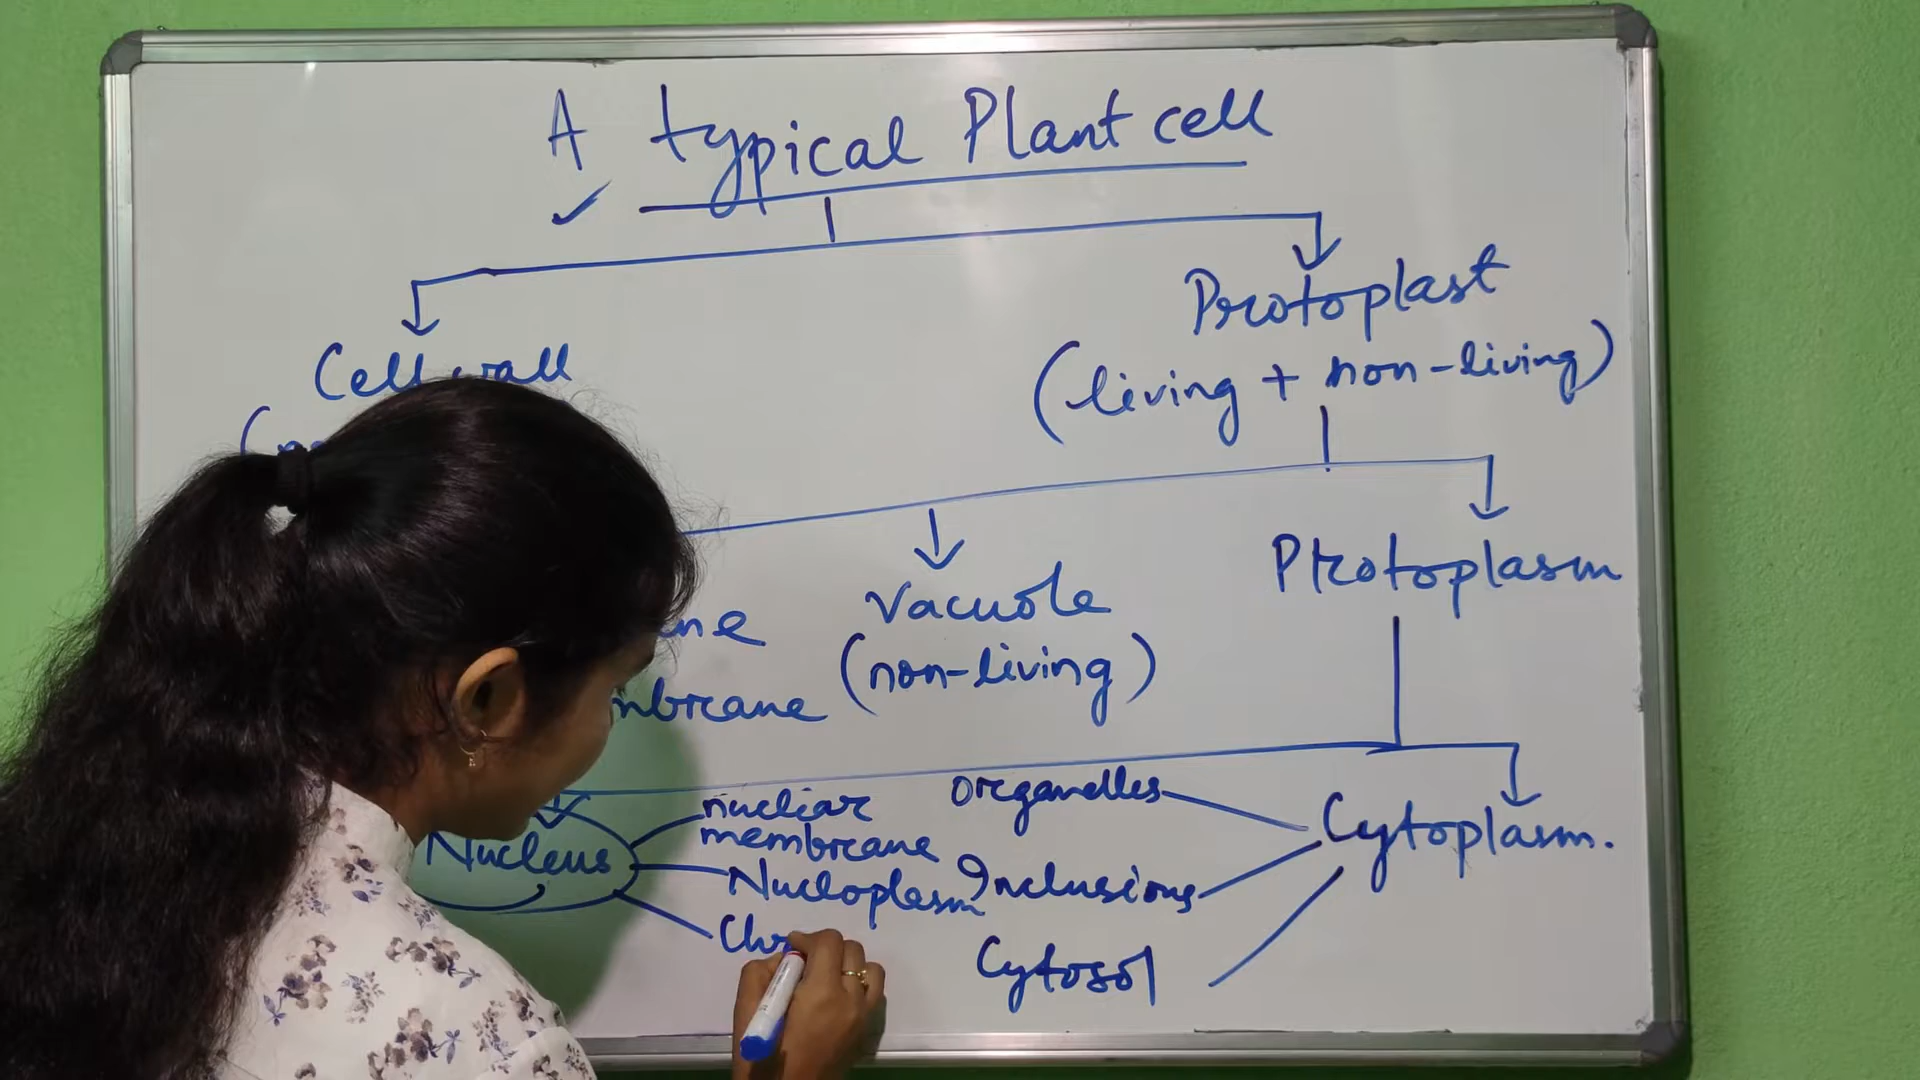 A typical Plant cell
Cell wall
Protoplast
(living + non-living)
Vacuole
(non-living)
Protoplasm
Nucleus
nucliar
membrane
Nucloplasm
organelles
Inclusions
Cytosol
Cytoplasm.